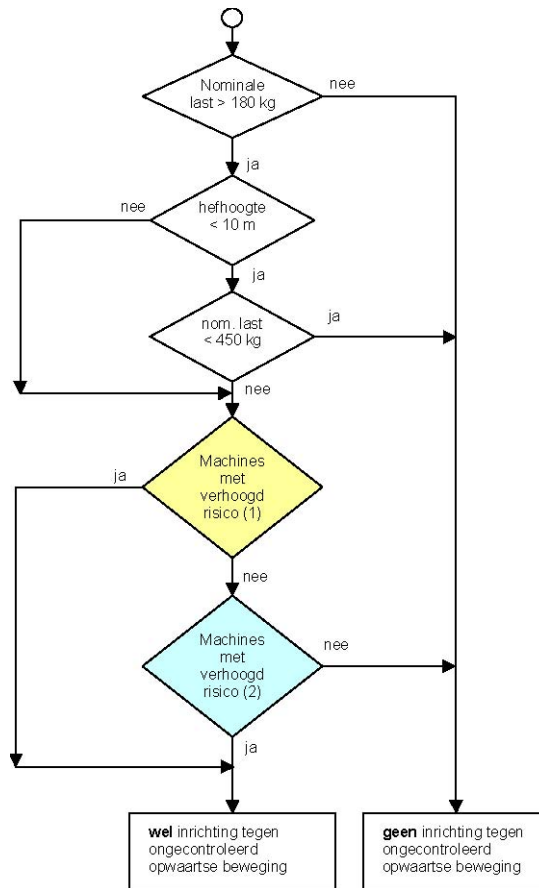 Nominale
last > 180 kg
nee
ja
nee
hefhoogte
< 10 m
ja
nom. last
< 450 kg
ja
nee
ja
Machines
met
verhoogd
risico (1)
nee
Machines
met
verhoogd
risico (2)
nee
ja
wel inrichting tegen
ongecontroleerd
opwaartse beweging
geen inrichting tegen
ongecontroleerd
opwaartse beweging